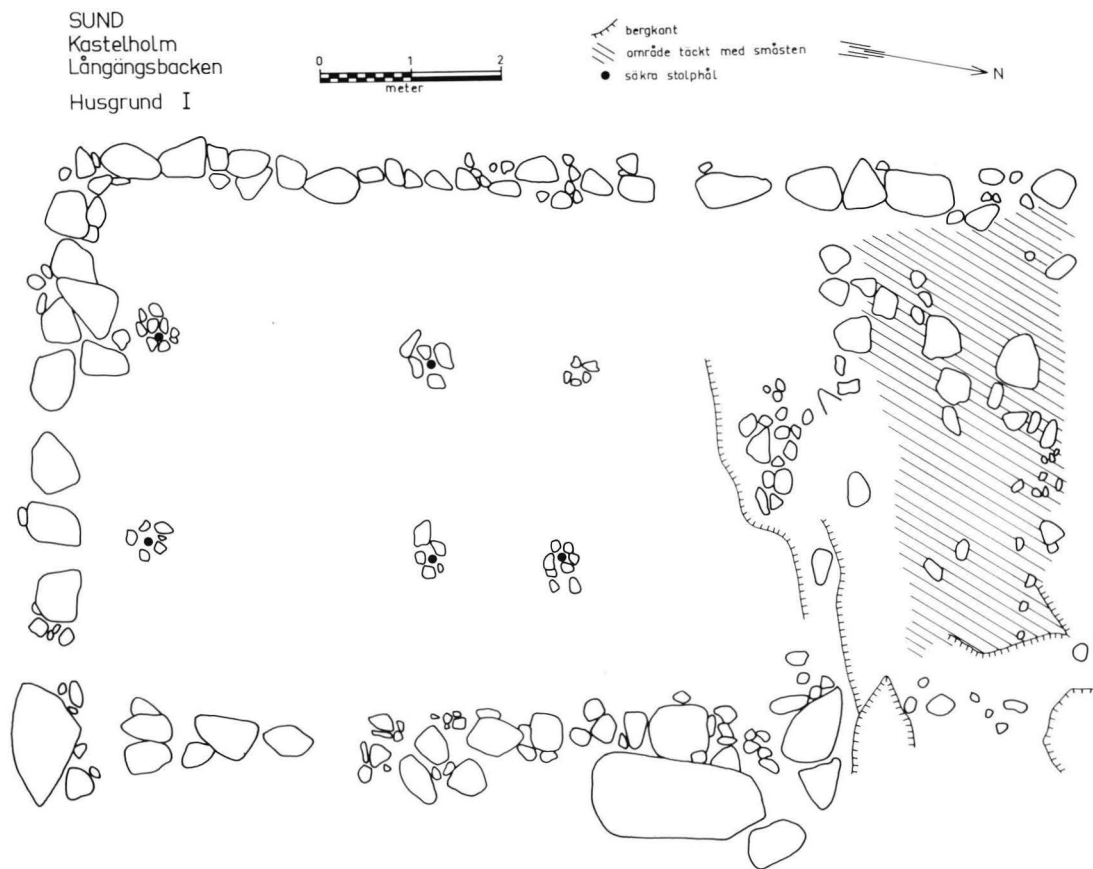 SUND
Kastelholm
Långängsbacken
Husgrund I
0 1 2
meter
bergkant
område täckt med småsten
säkra stolphål
N